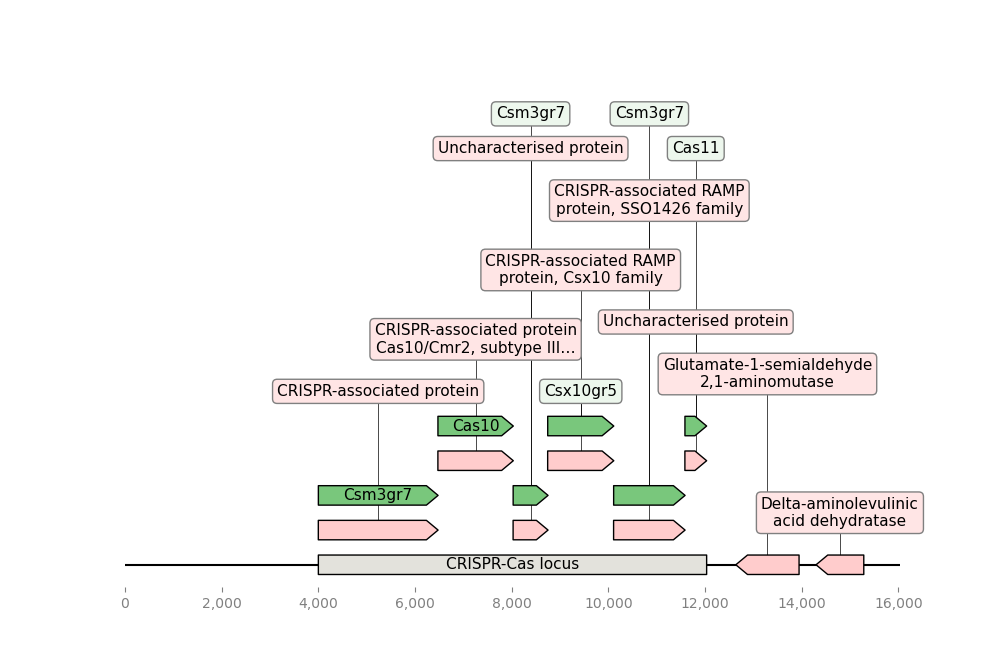 Csm3gr7
Csm3gr7
Uncharacterised protein
Cas11
CRISPR-associated RAMP
protein, SSO1426 family
CRISPR-associated RAMP
protein, Csx10 family
Uncharacterised protein
CRISPR-associated protein
Cas10/Cmr2, subtype III...
Glutamate-1-semialdehyde
2,1-aminomutase
CRISPR-associated protein
Csx10gr5
Cas10
Csm3gr7
Delta-aminolevulinic
acid dehydratase
CRISPR-Cas locus
0
2,000
4,000
6,000
8,000
10,000
12,000
14,000
16,000